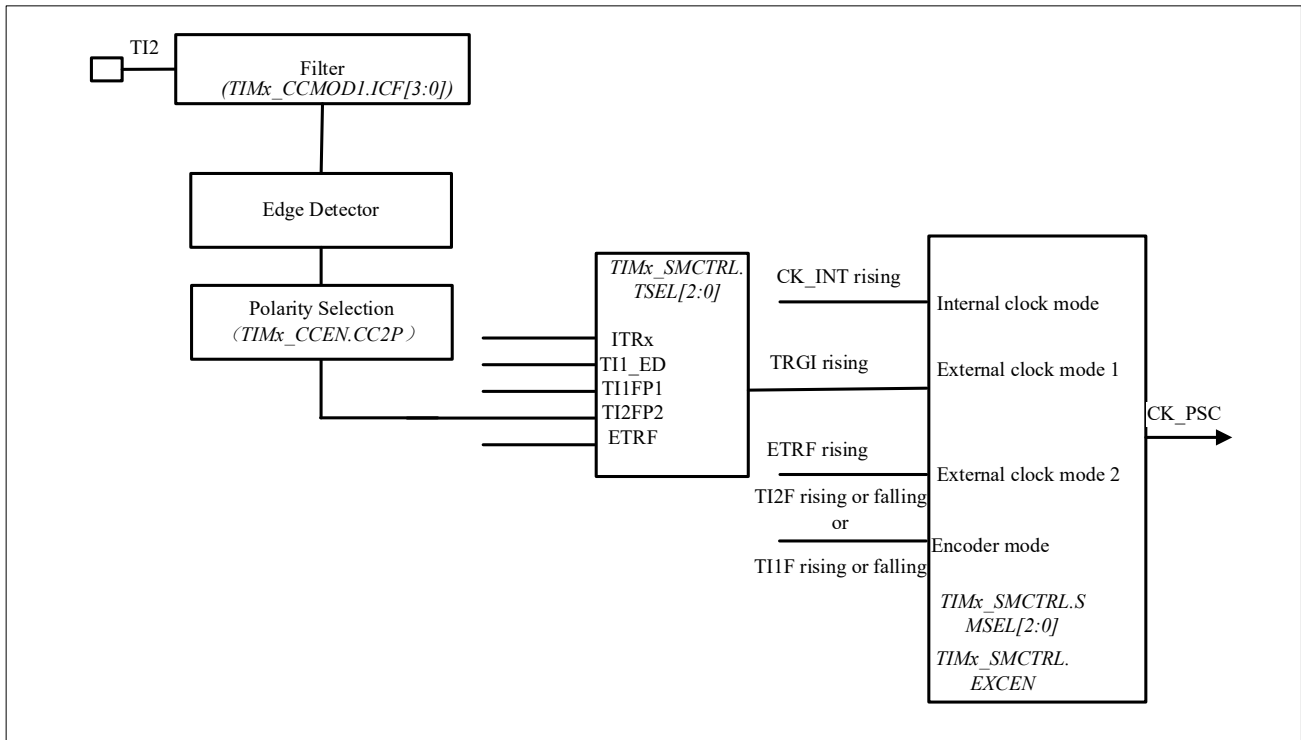 TI2
Filter
(TIMx_CCMOD1.ICF[3:0])
Edge Detector
Polarity Selection
（TIMx_CCEN.CC2P）
TIMx_SMCTRL.
TSEL[2:0]
ITRx
TI1_ED
TI1FP1
TI2FP2
ETRF
CK_INT rising
TRGI rising
ETRF rising
TI2F rising or falling
or
TI1F rising or falling
Internal clock mode
External clock mode 1
External clock mode 2
Encoder mode
TIMx_SMCTRL.S
MSEL[2:0]
TIMx_SMCTRL.
EXCEN
CK_PSC